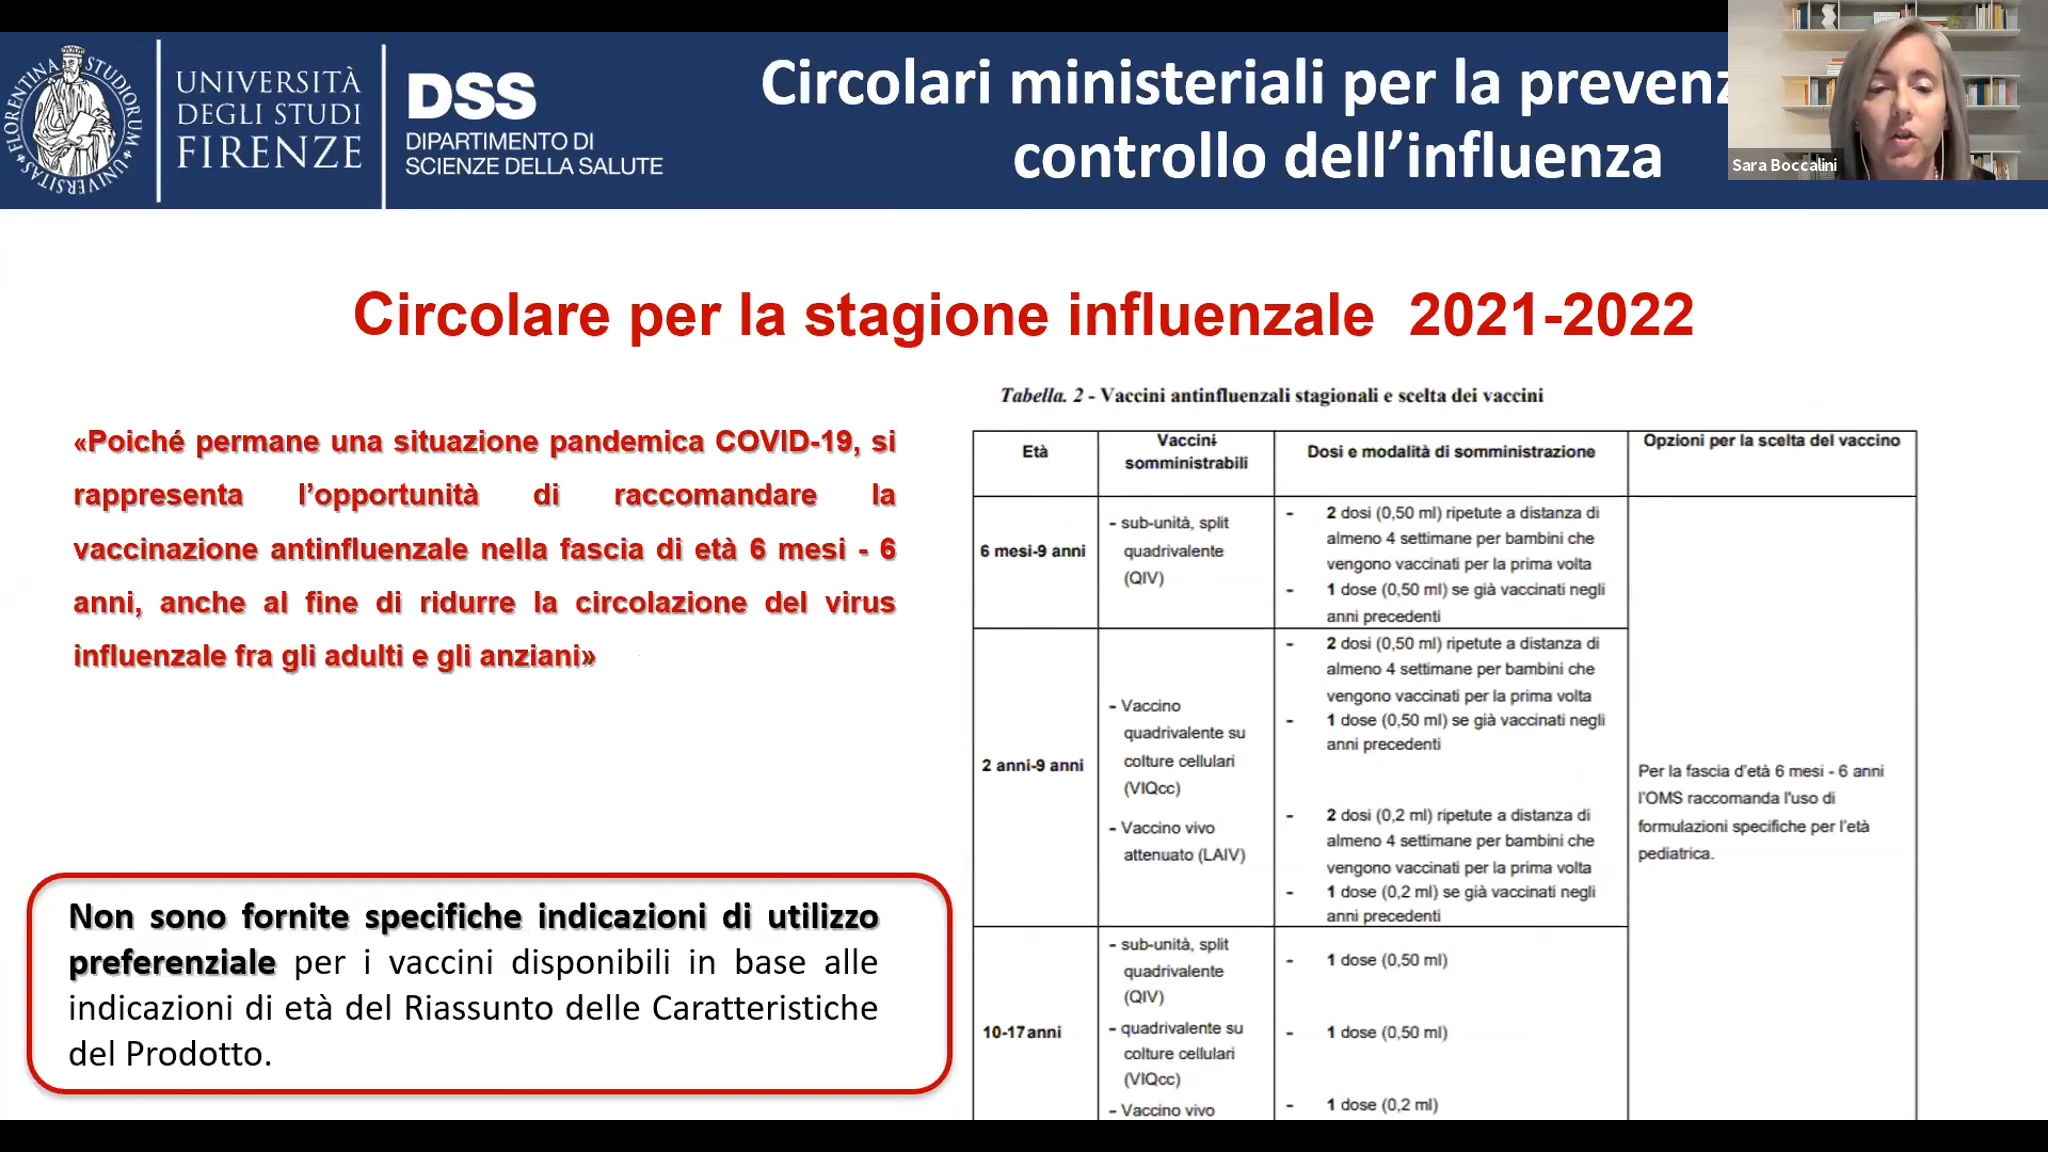 FLORENTINA STUDIORUM UNIVERSITAS
UNIVERSITÀ
DEGLI STUDI
FIRENZE
DSS
DIPARTIMENTO DI
SCIENZE DELLA SALUTE
Circolari ministeriali per la preven
controllo dell'influenza
Sara Boccalini
Circolare per la stagione influenzale 2021-2022
«Poiché permane una situazione pandemica COVID-19, si
rappresenta l'opportunità di raccomandare la
vaccinazione antinfluenzale nella fascia di età 6 mesi - 6
anni, anche al fine di ridurre la circolazione del virus
influenzale fra gli adulti e gli anziani»
Non sono fornite specifiche indicazioni di utilizzo
preferenziale per i vaccini disponibili in base alle
indicazioni di età del Riassunto delle Caratteristiche
del Prodotto.
Tabella. 2 - Vaccini antinfluenzali stagionali e scelta dei vaccini
Età
Vaccini
somministrabili
Dosi e modalità di somministrazione
Opzioni per la scelta del vaccino
6 mesi-9 anni
- sub-unità, split
quadrivalente
(QIV)
- 2 dosi (0,50 ml) ripetute a distanza di
almeno 4 settimane per bambini che
vengono vaccinati per la prima volta
- 1 dose (0,50 ml) se già vaccinati negli
anni precedenti
2 anni-9 anni
- Vaccino
quadrivalente su
colture cellulari
(VIQcc)
- Vaccino vivo
attenuato (LAIV)
- 2 dosi (0,50 ml) ripetute a distanza di
almeno 4 settimane per bambini che
vengono vaccinati per la prima volta
- 1 dose (0,50 ml) se già vaccinati negli
anni precedenti
- 2 dosi (0,2 ml) ripetute a distanza di
almeno 4 settimane per bambini che
vengono vaccinati per la prima volta
- 1 dose (0,2 ml) se già vaccinati negli
anni precedenti
Per la fascia d'età 6 mesi - 6 anni
l'OMS raccomanda l'uso di
formulazioni specifiche per l'età
pediatrica.
10-17 anni
- sub-unità, split
quadrivalente
(QIV)
- quadrivalente su
colture cellulari
(VIQcc)
- Vaccino vivo
- 1 dose (0,50 ml)
- 1 dose (0,50 ml)
- 1 dose (0,2 ml)